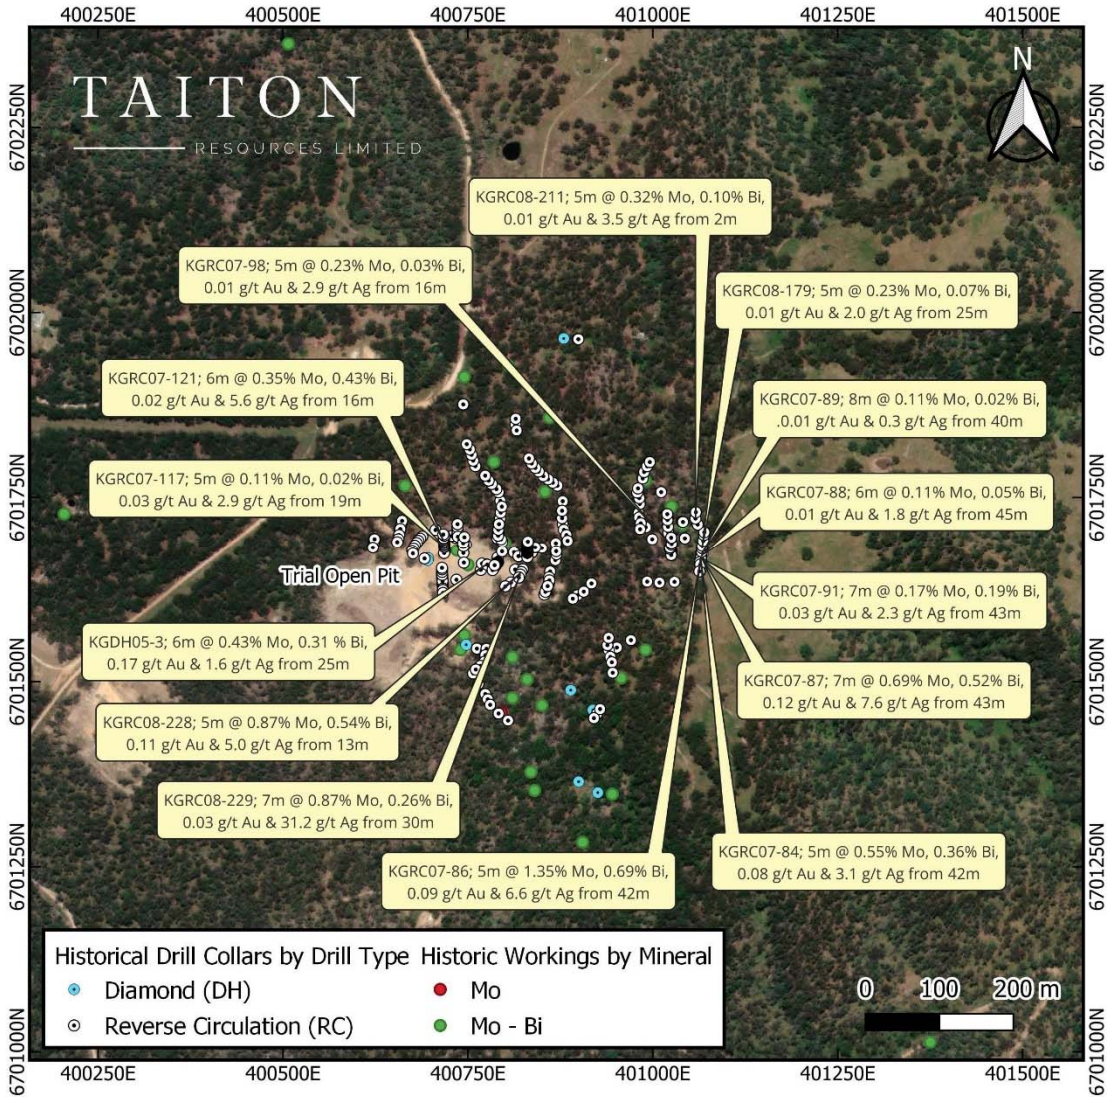 400250E 400500E 400750E 401000E 401250E 401500E
TAITON
RESOURCES LIMITED
N
6702250N
6702250N
KGRC08-211; 5m @ 0.32% Mo, 0.10% Bi,
0.01 g/t Au & 3.5 g/t Ag from 2m
KGRC07-98; 5m @ 0.23% Mo, 0.03% Bi,
0.01 g/t Au & 2.9 g/t Ag from 16m
KGRC08-179; 5m @ 0.23% Mo, 0.07% Bi,
0.01 g/t Au & 2.0 g/t Ag from 25m
6702000N
6702000N
KGRC07-121; 6m @ 0.35% Mo, 0.43% Bi,
0.02 g/t Au & 5.6 g/t Ag from 16m
KGRC07-89; 8m @ 0.11% Mo, 0.02% Bi,
.0.01 g/t Au & 0.3 g/t Ag from 40m
KGRC07-117; 5m @ 0.11% Mo, 0.02% Bi,
0.03 g/t Au & 2.9 g/t Ag from 19m
KGRC07-88; 6m @ 0.11% Mo, 0.05% Bi,
0.01 g/t Au & 1.8 g/t Ag from 45m
6701750N
6701750N
Trial Open Pit
KGRC07-91; 7m @ 0.17% Mo, 0.19% Bi,
0.03 g/t Au & 2.3 g/t Ag from 43m
KGDH05-3; 6m @ 0.43% Mo, 0.31 % Bi,
0.17 g/t Au & 1.6 g/t Ag from 25m
KGRC07-87; 7m @ 0.69% Mo, 0.52% Bi,
0.12 g/t Au & 7.6 g/t Ag from 43m
6701500N
6701500N
KGRC08-228; 5m @ 0.87% Mo, 0.54% Bi,
0.11 g/t Au & 5.0 g/t Ag from 13m
KGRC08-229; 7m @ 0.87% Mo, 0.26% Bi,
0.03 g/t Au & 31.2 g/t Ag from 30m
KGRC07-86; 5m @ 1.35% Mo, 0.69% Bi,
0.09 g/t Au & 6.6 g/t Ag from 42m
KGRC07-84; 5m @ 0.55% Mo, 0.36% Bi,
0.08 g/t Au & 3.1 g/t Ag from 42m
6701250N
6701250N
Historical Drill Collars by Drill Type
Diamond (DH)
Reverse Circulation (RC)
Historic Workings by Mineral
Mo
Mo - Bi
0 100 200 m
6701000N
6701000N
400250E 400500E 400750E 401000E 401250E 401500E